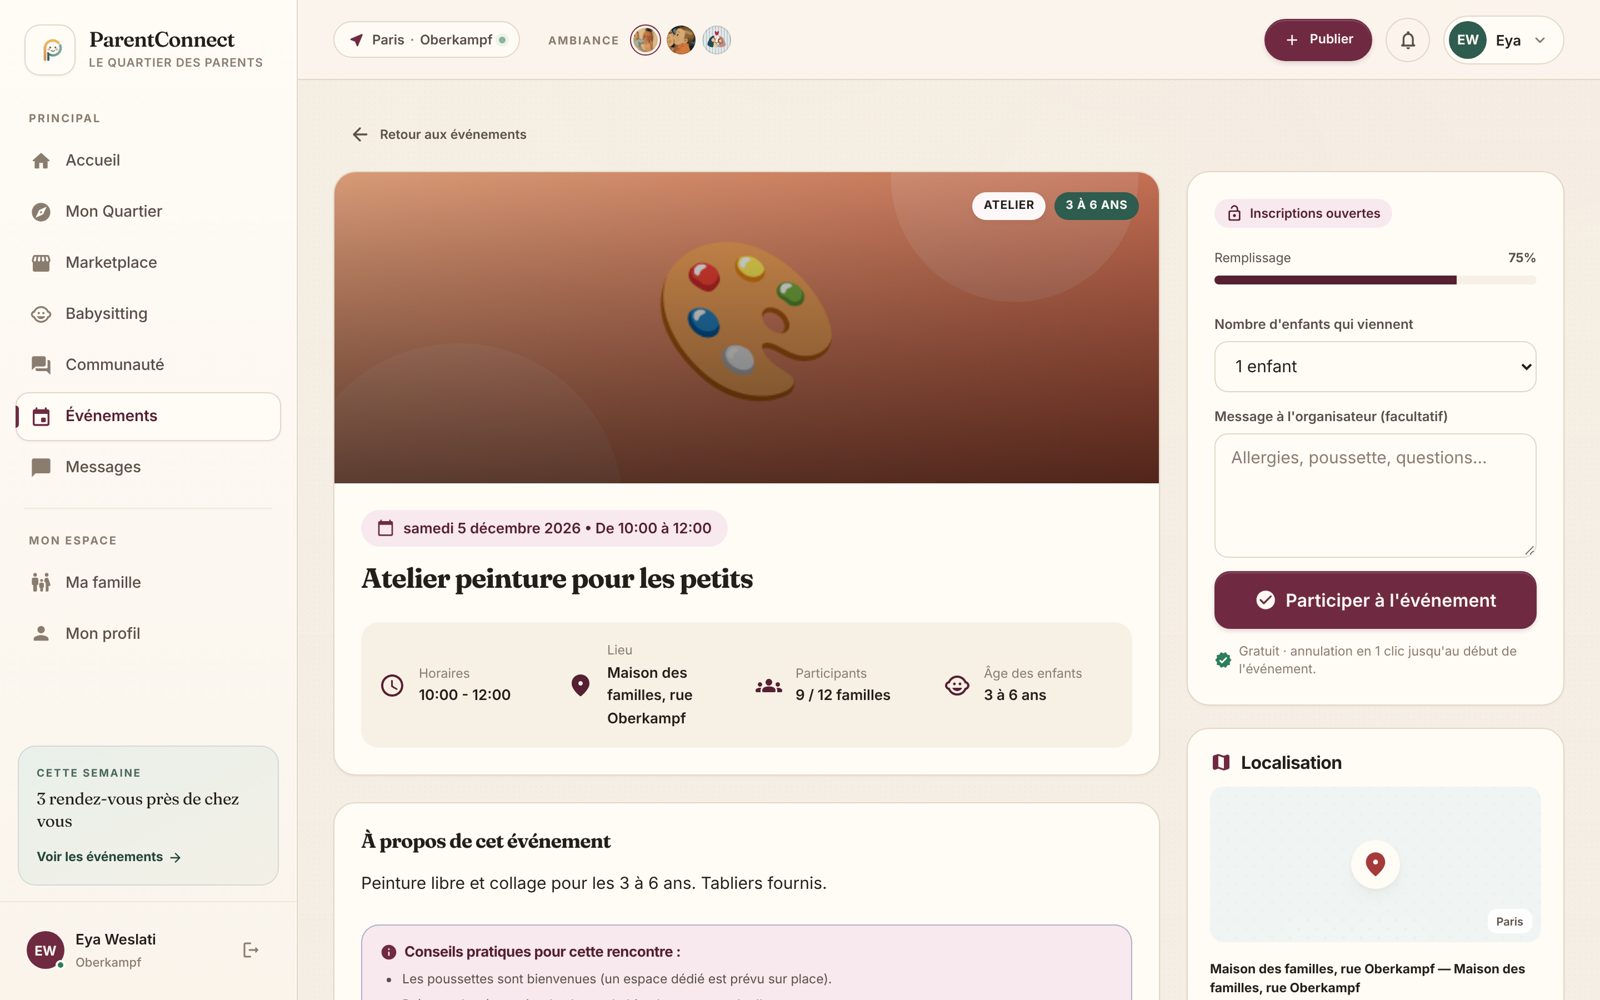 ParentConnect
LE QUARTIER DES PARENTS
PRINCIPAL
Accueil
Mon Quartier
Marketplace
Babysitting
Communauté
Événements
Messages
MON ESPACE
Ma famille
Mon profil
CETTE SEMAINE
3 rendez-vous près de chez
vous
Voir les événements →
EW
Eya Weslati
Oberkampf
Paris · Oberkampf
AMBIANCE
+ Publier
EW
Eya
← Retour aux événements
ATELIER
3 À 6 ANS
samedi 5 décembre 2026 • De 10:00 à 12:00
Atelier peinture pour les petits
Horaires
10:00 - 12:00
Lieu
Maison des
familles, rue
Oberkampf
Participants
9 / 12 familles
Âge des enfants
3 à 6 ans
À propos de cet événement
Peinture libre et collage pour les 3 à 6 ans. Tabliers fournis.
Conseils pratiques pour cette rencontre :
• Les poussettes sont bienvenues (un espace dédié est prévu sur place).
Inscriptions ouvertes
Remplissage
75%
Nombre d'enfants qui viennent
1 enfant
Message à l'organisateur (facultatif)
Allergies, poussette, questions...
Participer à l'événement
Gratuit · annulation en 1 clic jusqu'au début de
l'événement.
Localisation
Paris
Maison des familles, rue Oberkampf — Maison des
familles, rue Oberkampf